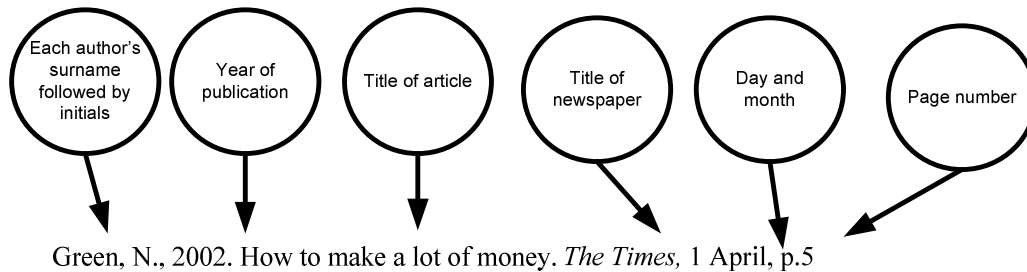 Each author's
surname
followed by
initials
Year of
publication
Title of article
Title of
newspaper
Day and
month
Page number
Green, N., 2002. How to make a lot of money. The Times, 1 April, p.5